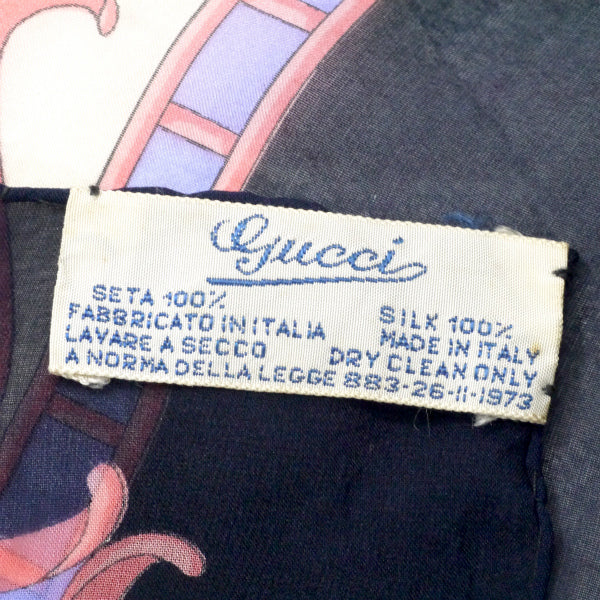 Gucci
SETA 100%
FABBRICATO IN ITALIA
LAVARE A SECCO
SILK 100%
MADE IN ITALY
DRY CLEAN ONLY
A NORMA DELLA LEGGE 883-26-11-1973